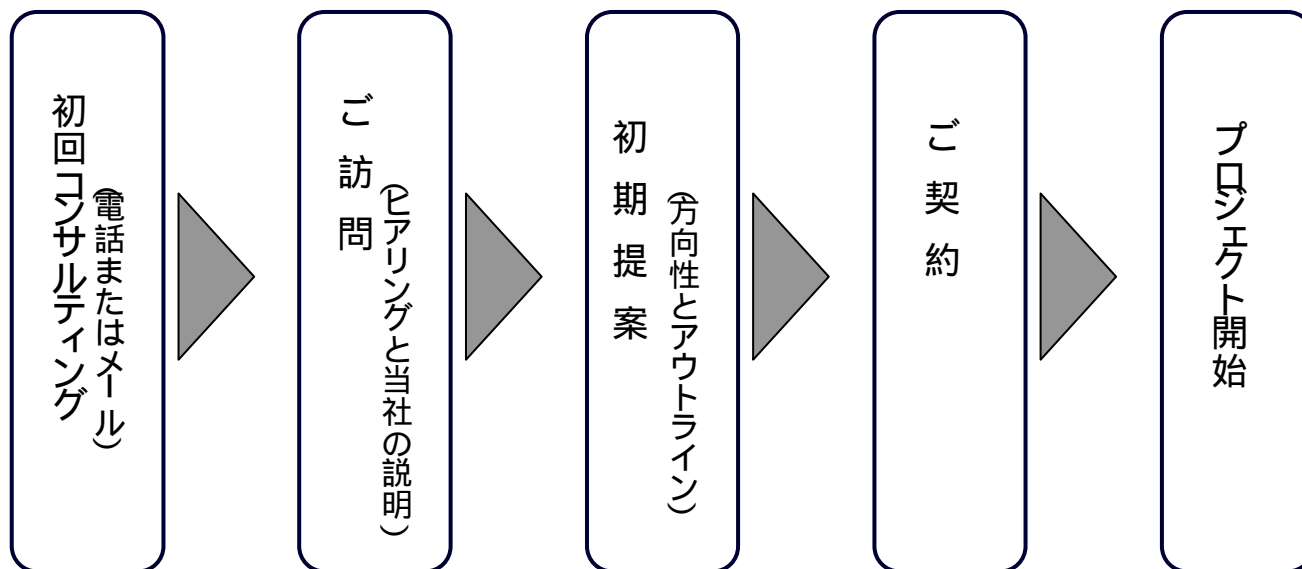 初回コンサルティング
(電話またはメール)
ご訪問
(ヒアリングと当社の説明)
初期提案
(方向性とアウトライン)
ご契約
プロジェクト開始